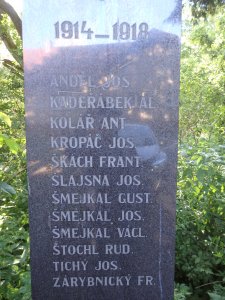 1914-1918
ANDĚL JOS.
KADEŘÁBEK AL.
KOLÁŘ ANT.
KROPÁČ JOS.
ŠKÁCH FRANT.
SLAJSNA JOS.
ŠMEJKAL GUST.
ŠMEJKAL JOS.
ŠMEJKAL VÁCL.
ŠTOCHL RUD.
TICHÝ JOS.
ZÁRYBNICKÝ FR.